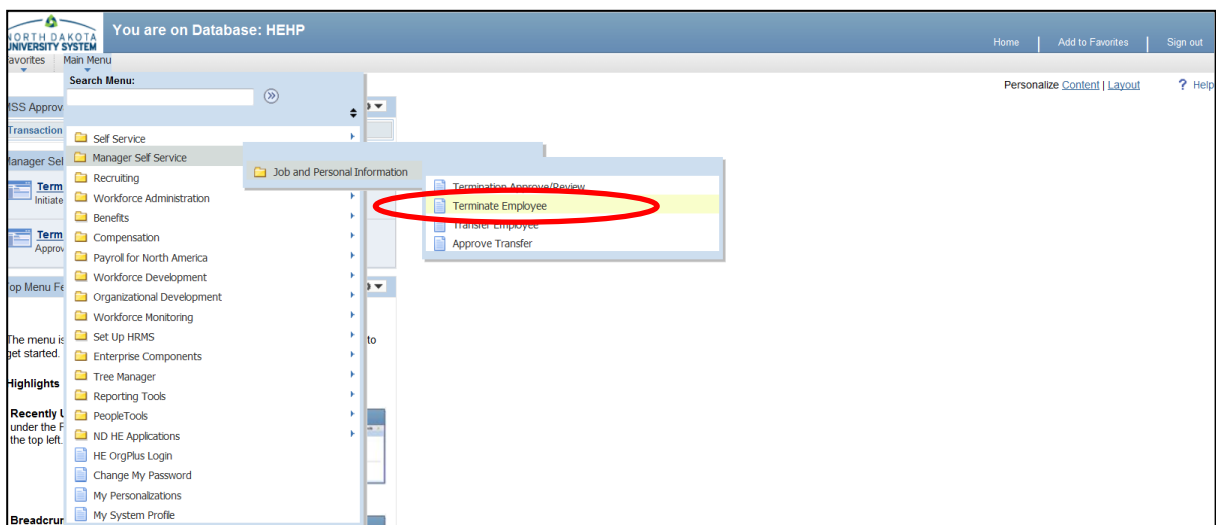 NORTH DAKOTA
UNIVERSITY SYSTEM
You are on Database: HEHP
Home
Add to Favorites
Sign out
avorites
Main Menu
Personalize Content | Layout
? Help
Search Menu:
MSS Approv
Transaction
Manager Sel
Term
Initiate
Term
Approv
Top Menu Fe
The menu is
to
get started.
Highlights
Recently U
under the F
the top left.
Breadcrum
Self Service
Manager Self Service
Recruiting
Workforce Administration
Benefits
Compensation
Payroll for North America
Workforce Development
Organizational Development
Workforce Monitoring
Set Up HRMS
Enterprise Components
Tree Manager
Reporting Tools
PeopleTools
ND HE Applications
HE OrgPlus Login
Change My Password
My Personalizations
My System Profile
Job and Personal Information
Termination Approve/Review
Terminate Employee
Transfer Employee
Approve Transfer